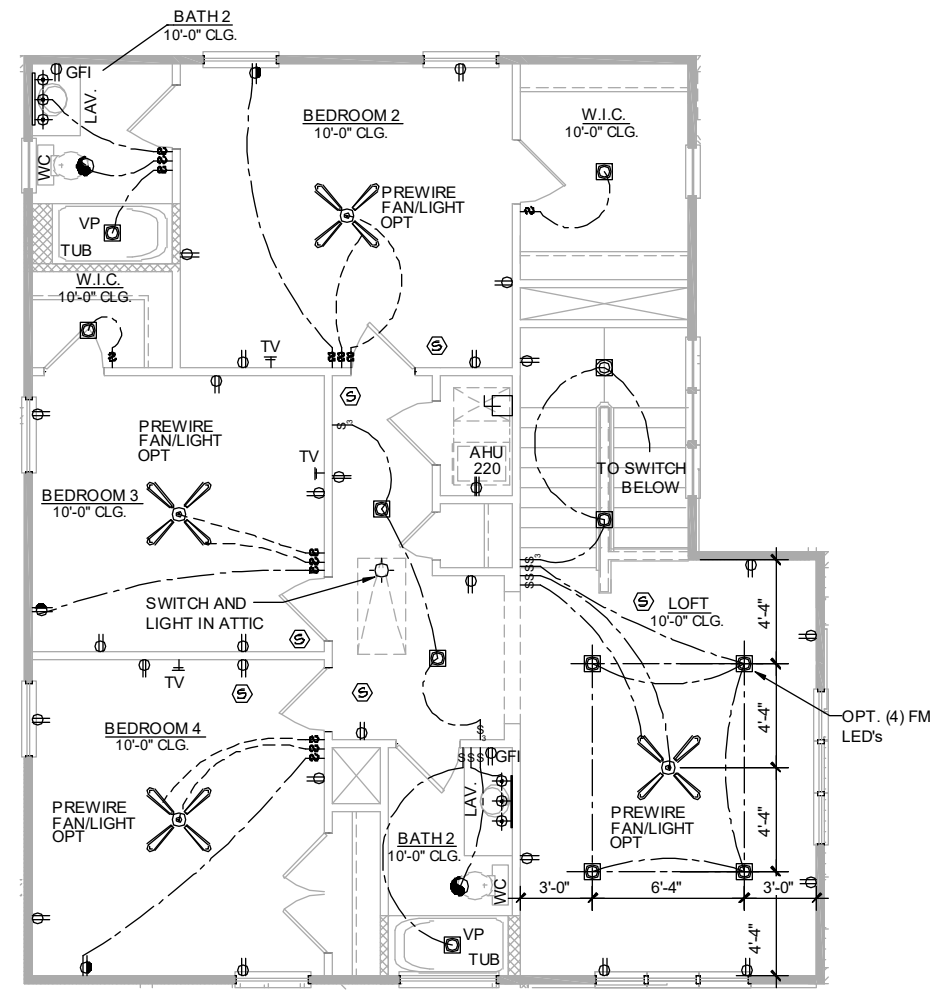 BATH 2
10'-0" CLG.
GFI
LAV.
WC
VP
TUB
BEDROOM 2
10'-0" CLG.
PREWIRE
FAN/LIGHT
OPT
W.I.C.
10'-0" CLG.
W.I.C.
10'-0" CLG.
TV
S
S
S3
PREWIRE
FAN/LIGHT
OPT
TV
BEDROOM 3
10'-0" CLG.
AHU
220
TO SWITCH
BELOW
SWITCH AND
LIGHT IN ATTIC
SSSS3
S
LOFT
10'-0" CLG.
4'-4"
S
TV
S
S
BEDROOM 4
10'-0" CLG.
S3
SSS
GFI
LAV.
4'-4"
OPT. (4) FM
LED's
PREWIRE
FAN/LIGHT
OPT
PREWIRE
FAN/LIGHT
OPT
4'-4"
BATH 2
10'-0" CLG.
WC
3'-0"
6'-4"
3'-0"
VP
TUB
4'-4"